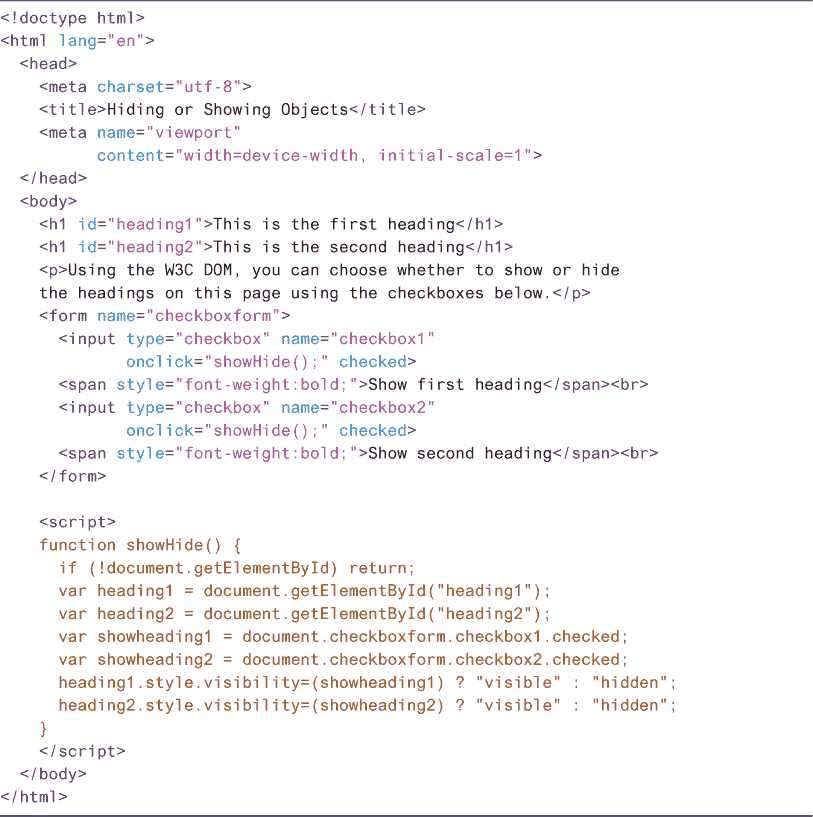 <!doctype html>
<html lang="en">
  <head>
    <meta charset="utf-8">
    <title>Hiding or Showing Objects</title>
    <meta name="viewport"
          content="width=device-width, initial-scale=1">
  </head>
  <body>
    <h1 id="heading1">This is the first heading</h1>
    <h1 id="heading2">This is the second heading</h1>
    <p>Using the W3C DOM, you can choose whether to show or hide
    the headings on this page using the checkboxes below.</p>
    <form name="checkboxform">
      <input type="checkbox" name="checkbox1"
             onclick="showHide();" checked>
      <span style="font-weight:bold;">Show first heading</span><br>
      <input type="checkbox" name="checkbox2"
             onclick="showHide();" checked>
      <span style="font-weight:bold;">Show second heading</span><br>
    </form>

    <script>
    function showHide() {
      if (!document.getElementById) return;
      var heading1 = document.getElementById("heading1");
      var heading2 = document.getElementById("heading2");
      var showheading1 = document.checkboxform.checkbox1.checked;
      var showheading2 = document.checkboxform.checkbox2.checked;
      heading1.style.visibility=(showheading1) ? "visible" : "hidden";
      heading2.style.visibility=(showheading2) ? "visible" : "hidden";
    }
    </script>
  </body>
</html>